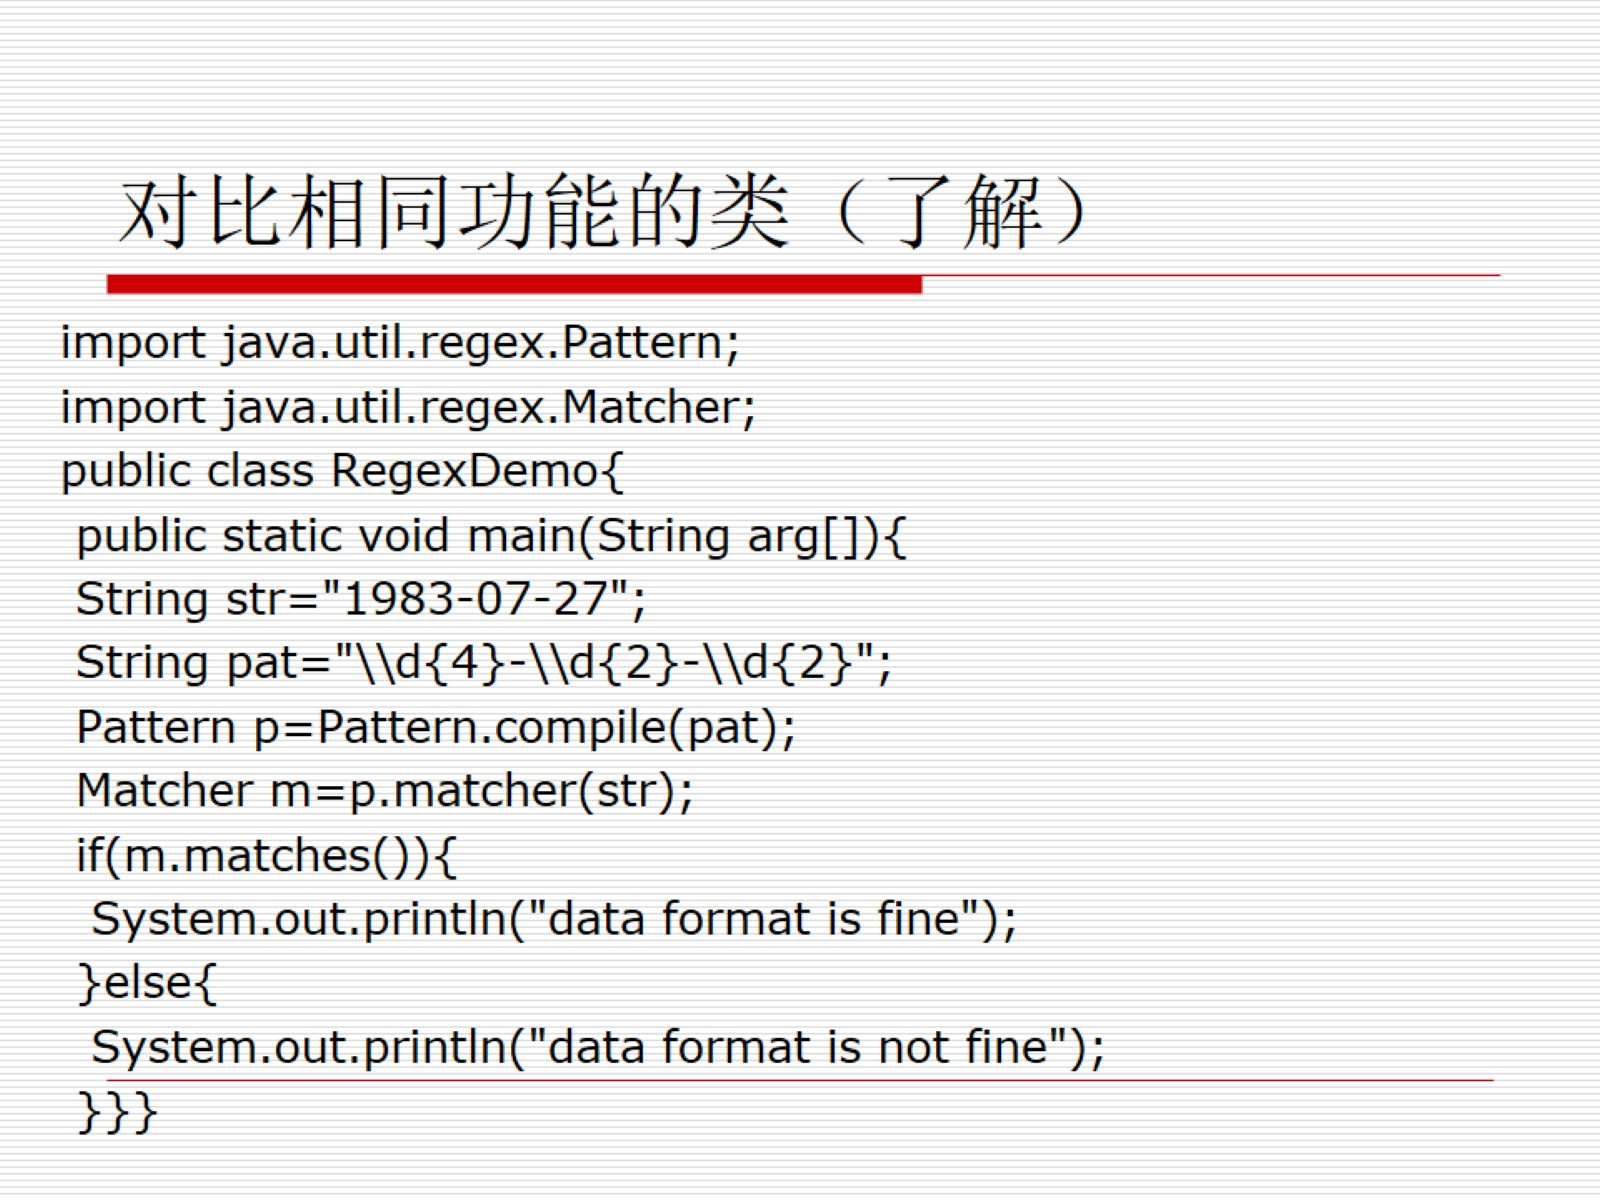 对比相同功能的类（了解）
import java.util.regex.Pattern;
import java.util.regex.Matcher;
public class RegexDemo{
public static void main(String arg[]){
String str="1983-07-27";
String pat="\\d{4}-\\d{2}-\\d{2}";
Pattern p=Pattern.compile(pat);
Matcher m=p.matcher(str);
if(m.matches()){
System.out.println("data format is fine");
}else{
System.out.println("data format is not fine");
}}}